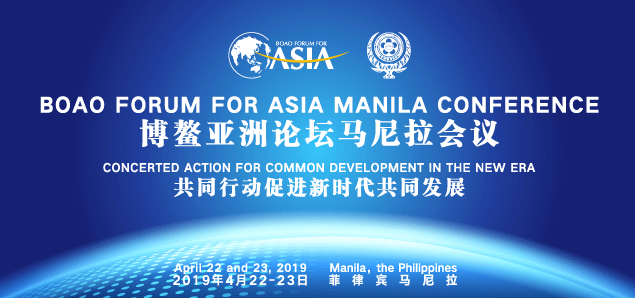 BOAO FORUM FOR
ASIA
BOAO FORUM FOR ASIA MANILA CONFERENCE
博鳌亚洲论坛马尼拉会议
CONCERTED ACTION FOR COMMON DEVELOPMENT IN THE NEW ERA
共同行动促进新时代共同发展
April 22 and 23, 2019 Manila, the Philippines
2019年4月22-23日 菲律宾马尼拉